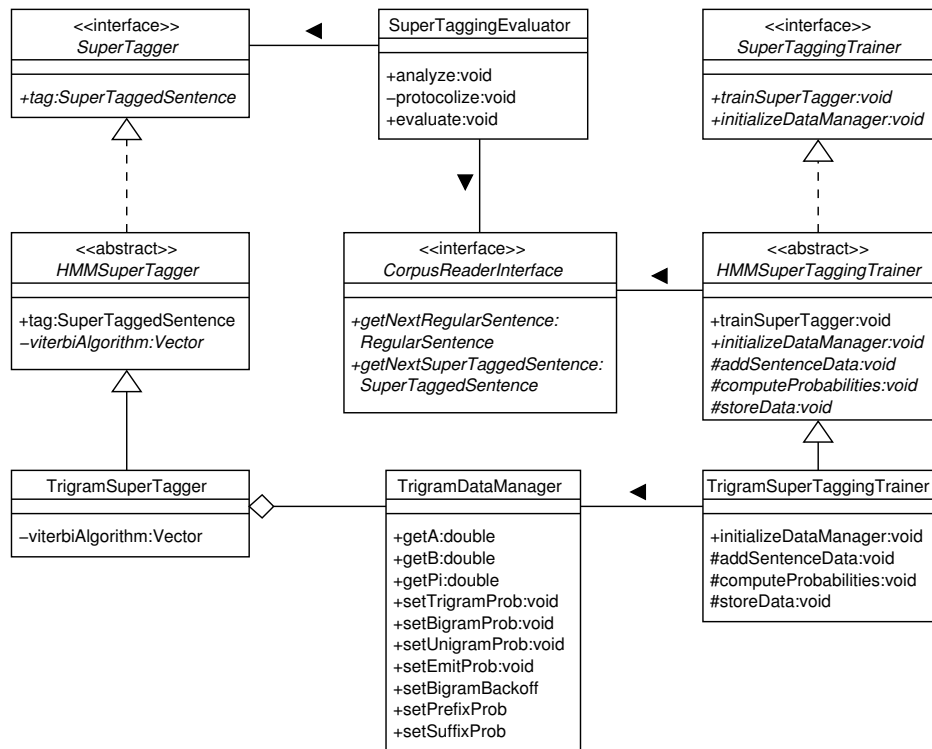 <<interface>>
SuperTagger
+tag:SuperTaggedSentence
SuperTaggingEvaluator
+analyze:void
−protocolize:void
+evaluate:void
<<interface>>
SuperTaggingTrainer
+trainSuperTagger:void
+initializeDataManager:void
<<abstract>>
HMMSuperTagger
+tag:SuperTaggedSentence
−viterbiAlgorithm:Vector
<<interface>>
CorpusReaderInterface
+getNextRegularSentence:
RegularSentence
+getNextSuperTaggedSentence:
SuperTaggedSentence
<<abstract>>
HMMSuperTaggingTrainer
+trainSuperTagger:void
+initializeDataManager:void
#addSentenceData:void
#computeProbabilities:void
#storeData:void
TrigramSuperTagger
−viterbiAlgorithm:Vector
TrigramDataManager
+getA:double
+getB:double
+getPi:double
+setTrigramProb:void
+setBigramProb:void
+setUnigramProb:void
+setEmitProb:void
+setBigramBackoff
+setPrefixProb
+setSuffixProb
TrigramSuperTaggingTrainer
+initializeDataManager:void
#addSentenceData:void
#computeProbabilities:void
#storeData:void